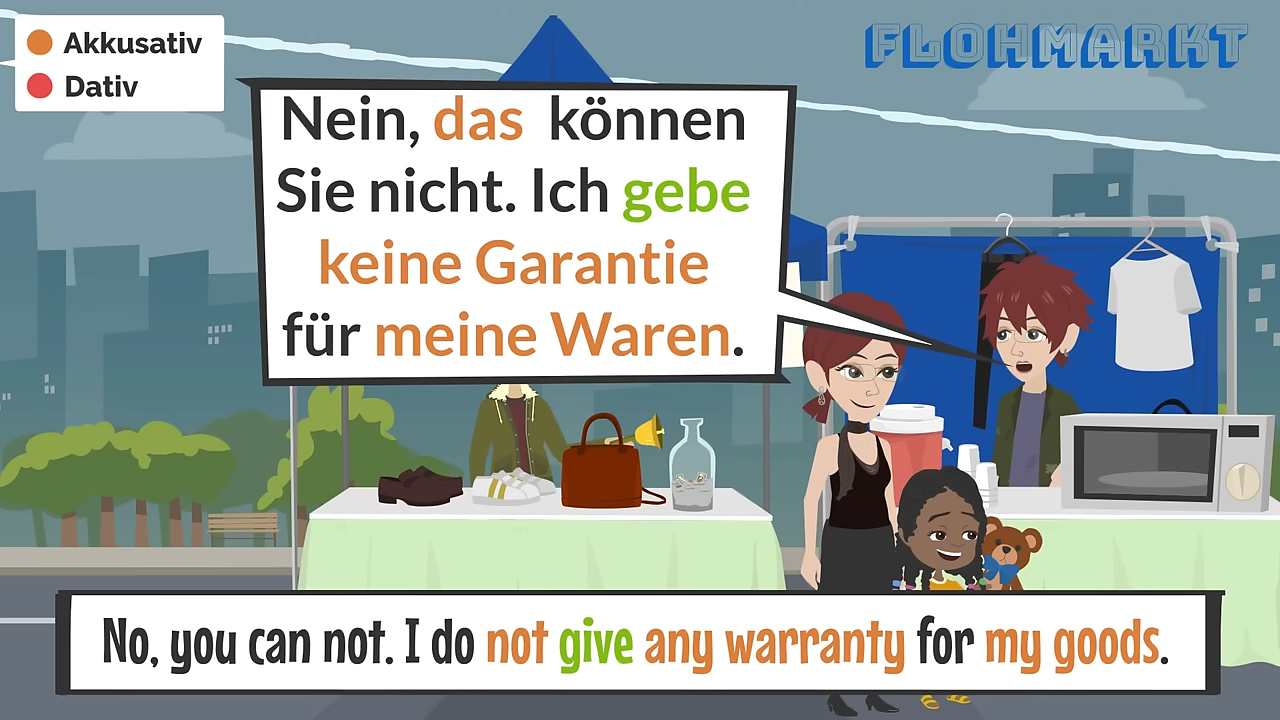 Akkusativ
Dativ
FLOHMARKT
Nein, das können
Sie nicht. Ich gebe
keine Garantie
für meine Waren.
No, you can not. I do not give any warranty for my goods.